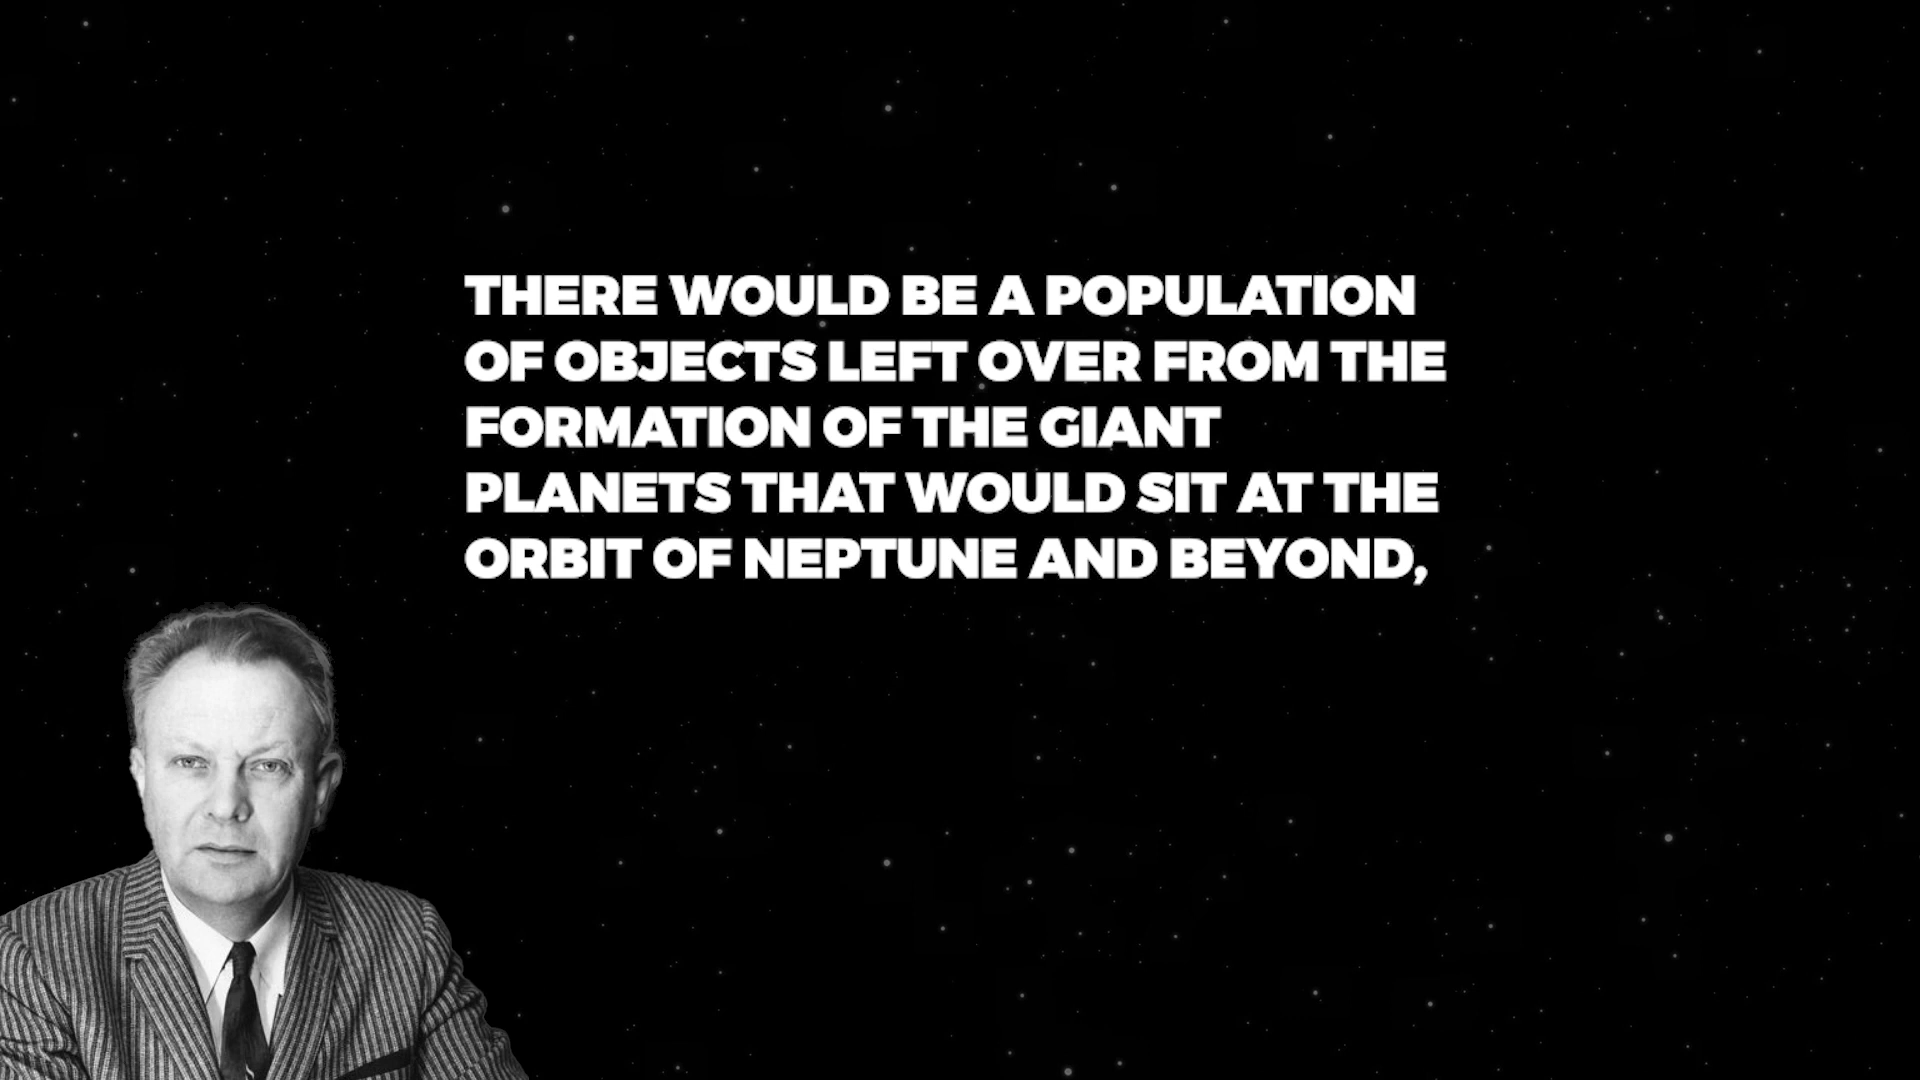 THERE WOULD BE A POPULATION
OF OBJECTS LEFT OVER FROM THE
FORMATION OF THE GIANT
PLANETS THAT WOULD SIT AT THE
ORBIT OF NEPTUNE AND BEYOND,